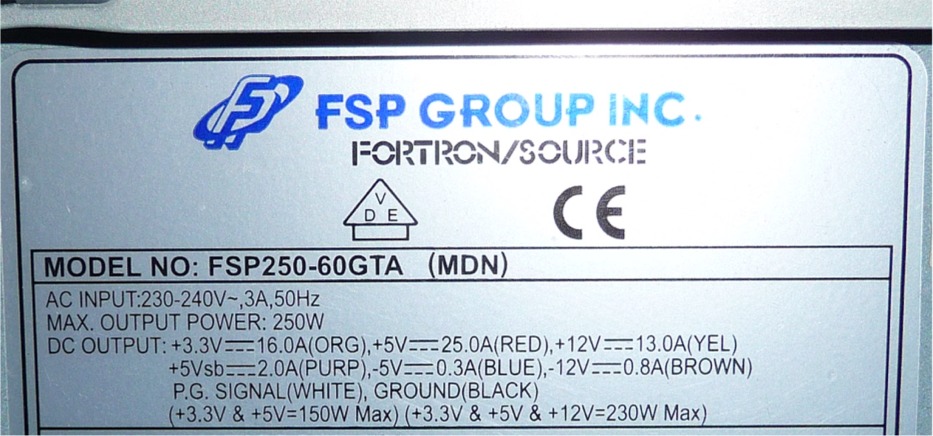 FSP GROUP INC.
FORTRON/SOURCE
V
D E
CE
MODEL NO: FSP250-60GTA (MDN)
AC INPUT:230-240V~,3A,50Hz
MAX. OUTPUT POWER: 250W
DC OUTPUT: +3.3V⎓16.0A(ORG),+5V⎓25.0A(RED),+12V⎓13.0A(YEL)
+5Vsb⎓2.0A(PURP),-5V⎓0.3A(BLUE),-12V⎓0.8A(BROWN)
P.G. SIGNAL(WHITE), GROUND(BLACK)
(+3.3V & +5V=150W Max) (+3.3V & +5V & +12V=230W Max)